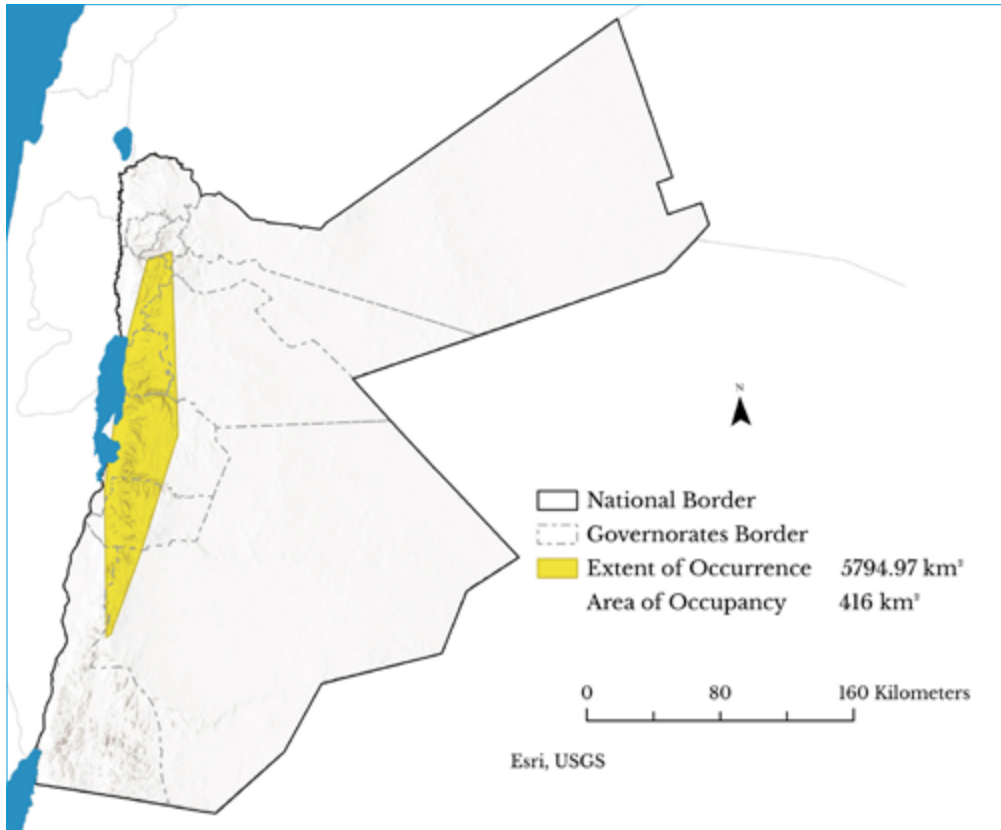 N
National Border
Governorates Border
Extent of Occurrence 5794.97 km²
Area of Occupancy 416 km²
0 80 160 Kilometers
Esri, USGS